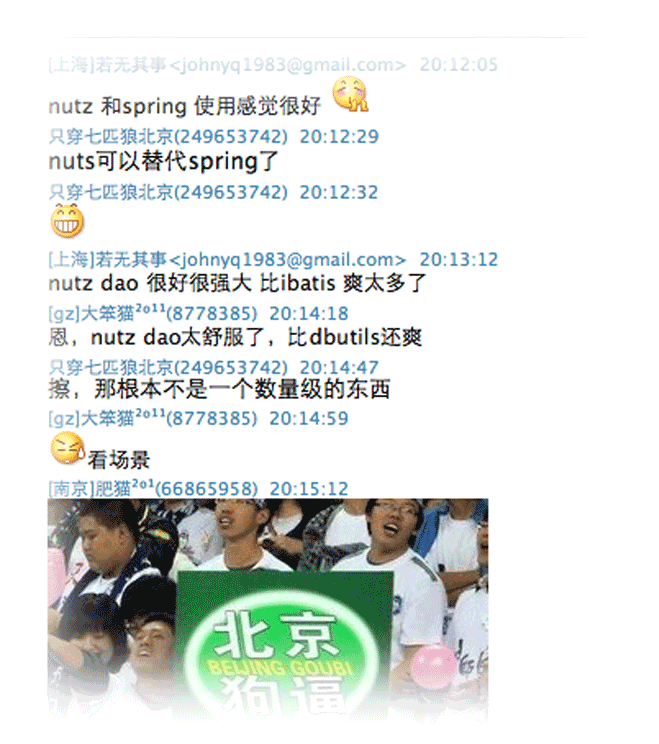 [上海]若无其事<johnyq1983@gmail.com> 20:12:05
nutz 和spring 使用感觉很好
只穿七匹狼北京(249653742) 20:12:29
nuts可以替代spring了
只穿七匹狼北京(249653742) 20:12:32
[上海]若无其事<johnyq1983@gmail.com> 20:13:12
nutz dao 很好很强大 比ibatis 爽太多了
[gz]大笨猫²º¹¹(8778385) 20:14:18
恩，nutz dao太舒服了，比dbutils还爽
只穿七匹狼北京(249653742) 20:14:47
擦，那根本不是一个数量级的东西
[gz]大笨猫²º¹¹(8778385) 20:14:59
看场景
[南京]肥猫²º¹(66865958) 20:15:12
北京
BEIJING GOUBI
狗逼